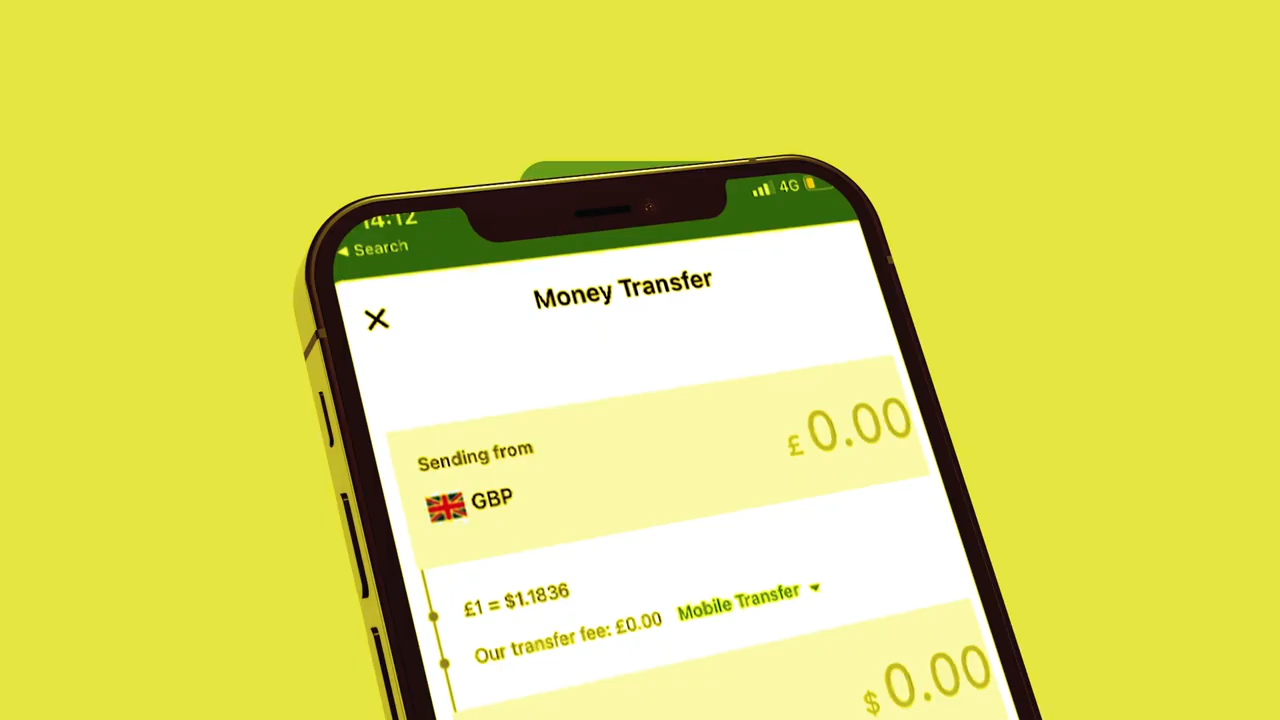 14:12
4G
◀ Search
Money Transfer
Sending from
£0.00
GBP
£1 = $1.1836
Our transfer fee: £0.00 Mobile Transfer
$0.00